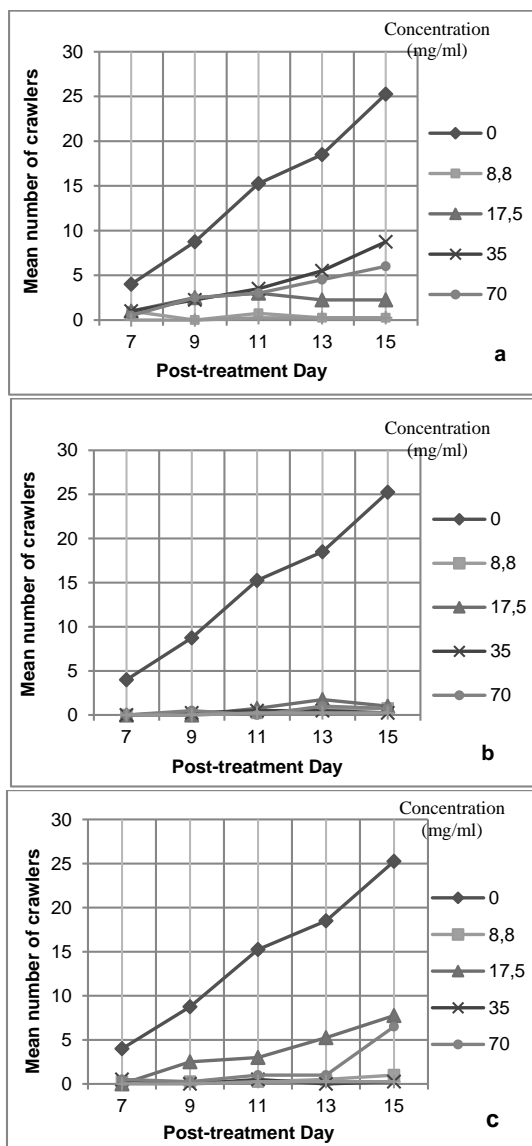 Concentration
(mg/ml)
Mean number of crawlers
30
25
20
15
10
5
0
7 9 11 13 15
Post-treatment Day
0
8,8
17,5
35
70
a
Concentration
(mg/ml)
Mean number of crawlers
30
25
20
15
10
5
0
7 9 11 13 15
Post-treatment Day
0
8,8
17,5
35
70
b
Concentration
(mg/ml)
Mean number of crawlers
30
25
20
15
10
5
0
7 9 11 13 15
Post-treatment Day
0
8,8
17,5
35
70
c